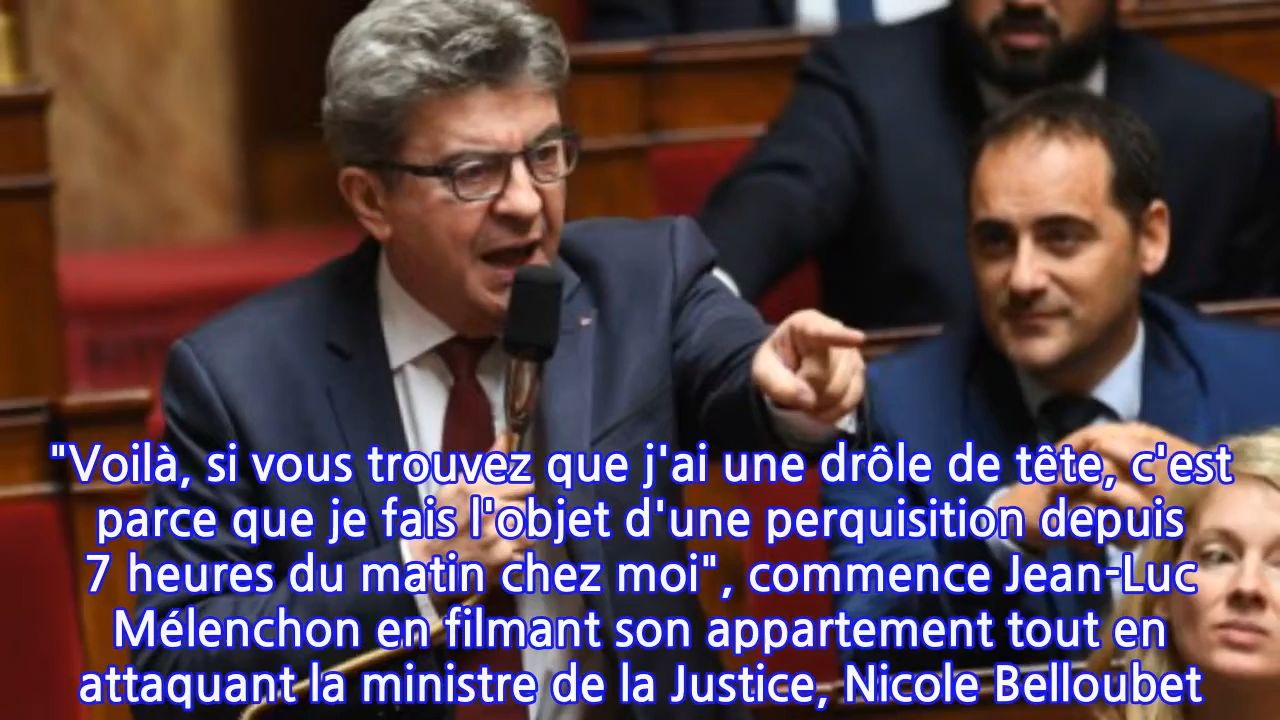 "Voilà, si vous trouvez que j'ai une drôle de tête, c'est
parce que je fais l'objet d'une perquisition depuis
7 heures du matin chez moi", commence Jean-Luc
Mélenchon en filmant son appartement tout en
attaquant la ministre de la Justice, Nicole Belloubet